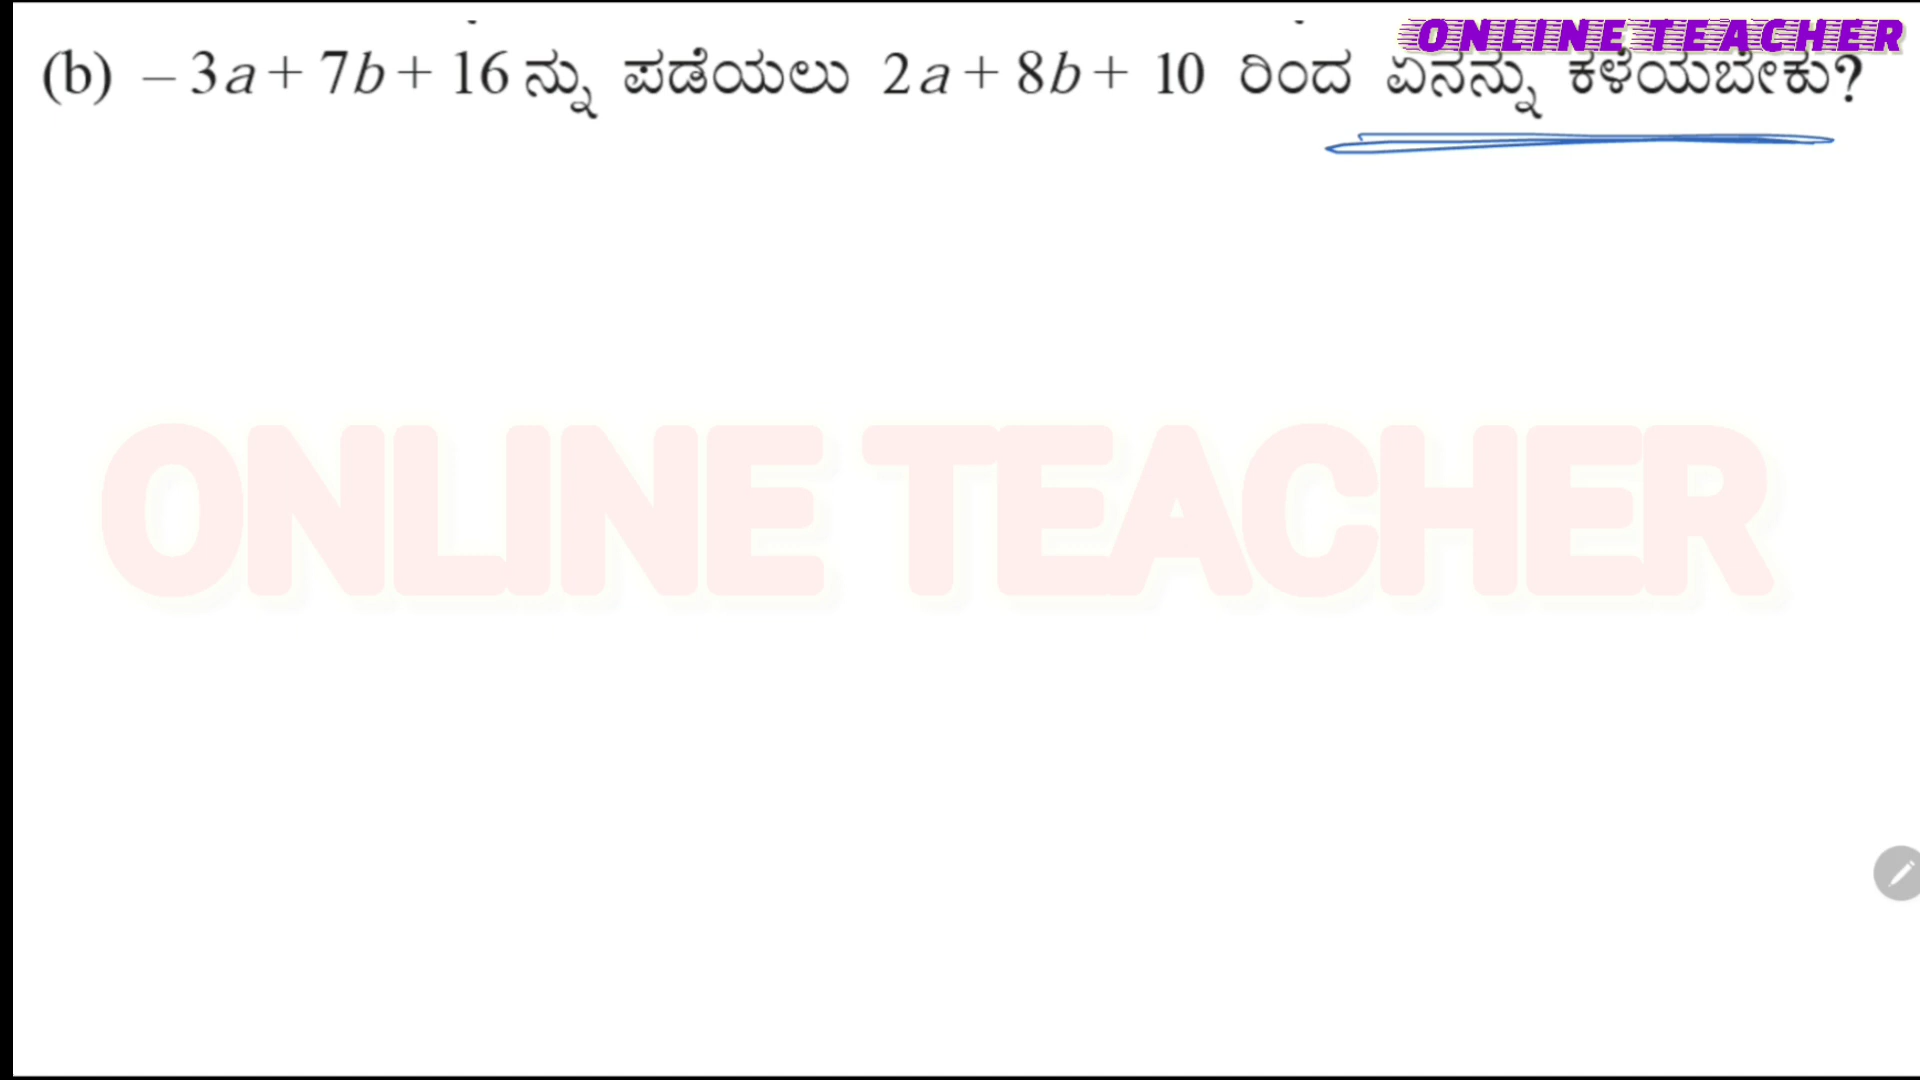 ONLINE TEACHER
(b) – 3a + 7b + 16 ನ್ನು ಪಡೆಯಲು 2a + 8b + 10 ರಿಂದ ಏನನ್ನು ಕಳೆಯಬೇಕು?
ONLINE TEACHER